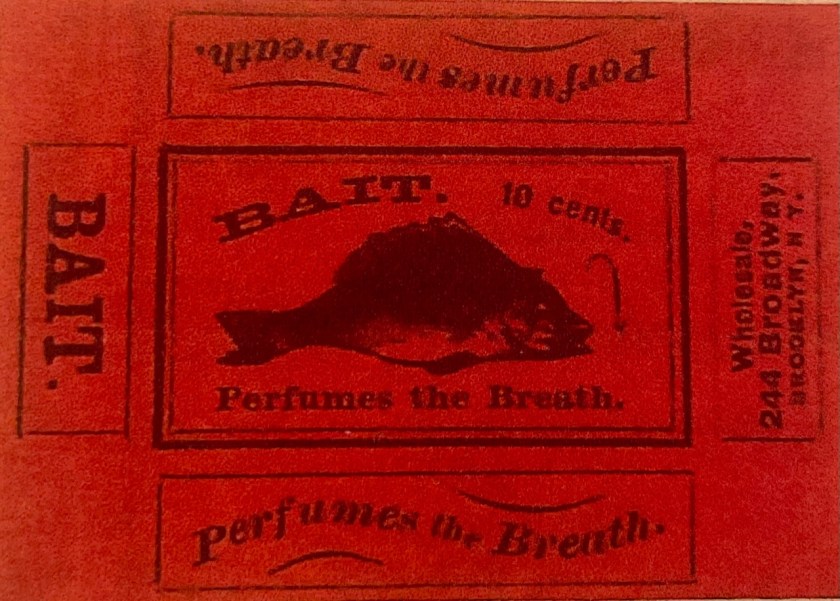 Perfumes the Breath.
BAIT.
BAIT. 10 cents.
Perfumes the Breath.
Wholesale,
244 Broadway,
BROOKLYN, N Y.
Perfumes the Breath.